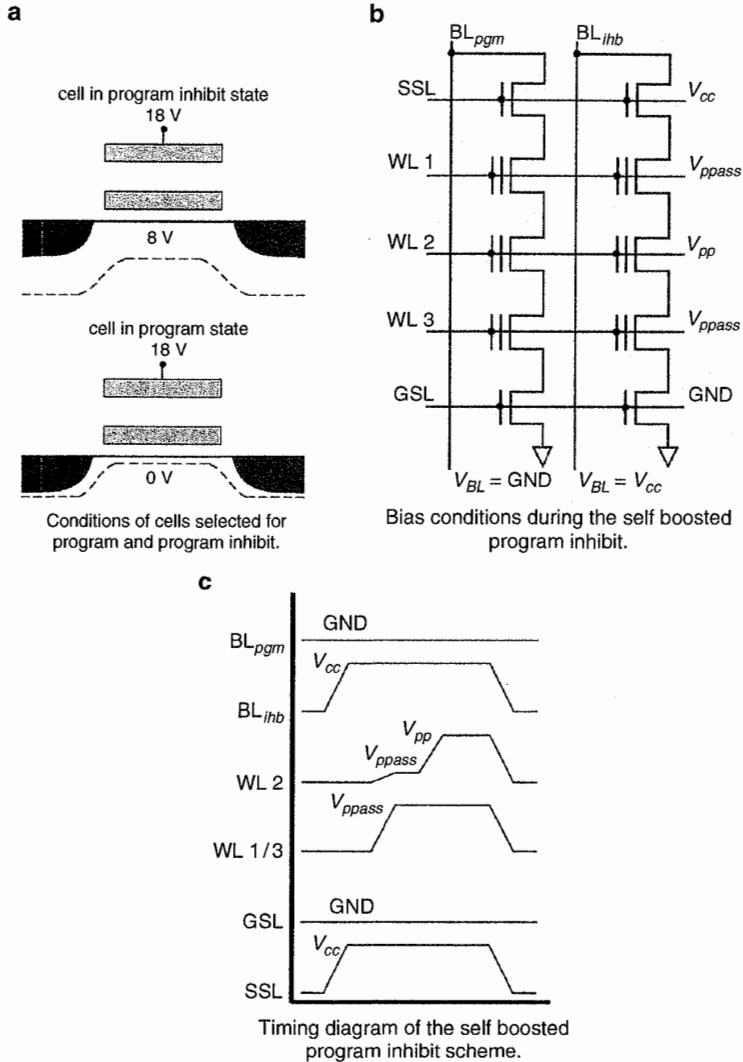 a
cell in program inhibit state
18 V
8 V
cell in program state
18 V
0 V
Conditions of cells selected for
program and program inhibit.
b
BLpgm
BLihb
SSL
Vcc
WL 1
Vppass
WL 2
Vpp
WL 3
Vppass
GSL
GND
VBL = GND
VBL = Vcc
Bias conditions during the self boosted
program inhibit.
c
GND
BLpgm
Vcc
BLihb
Vpp
Vppass
WL 2
Vppass
WL 1/3
GND
GSL
Vcc
SSL
Timing diagram of the self boosted
program inhibit scheme.